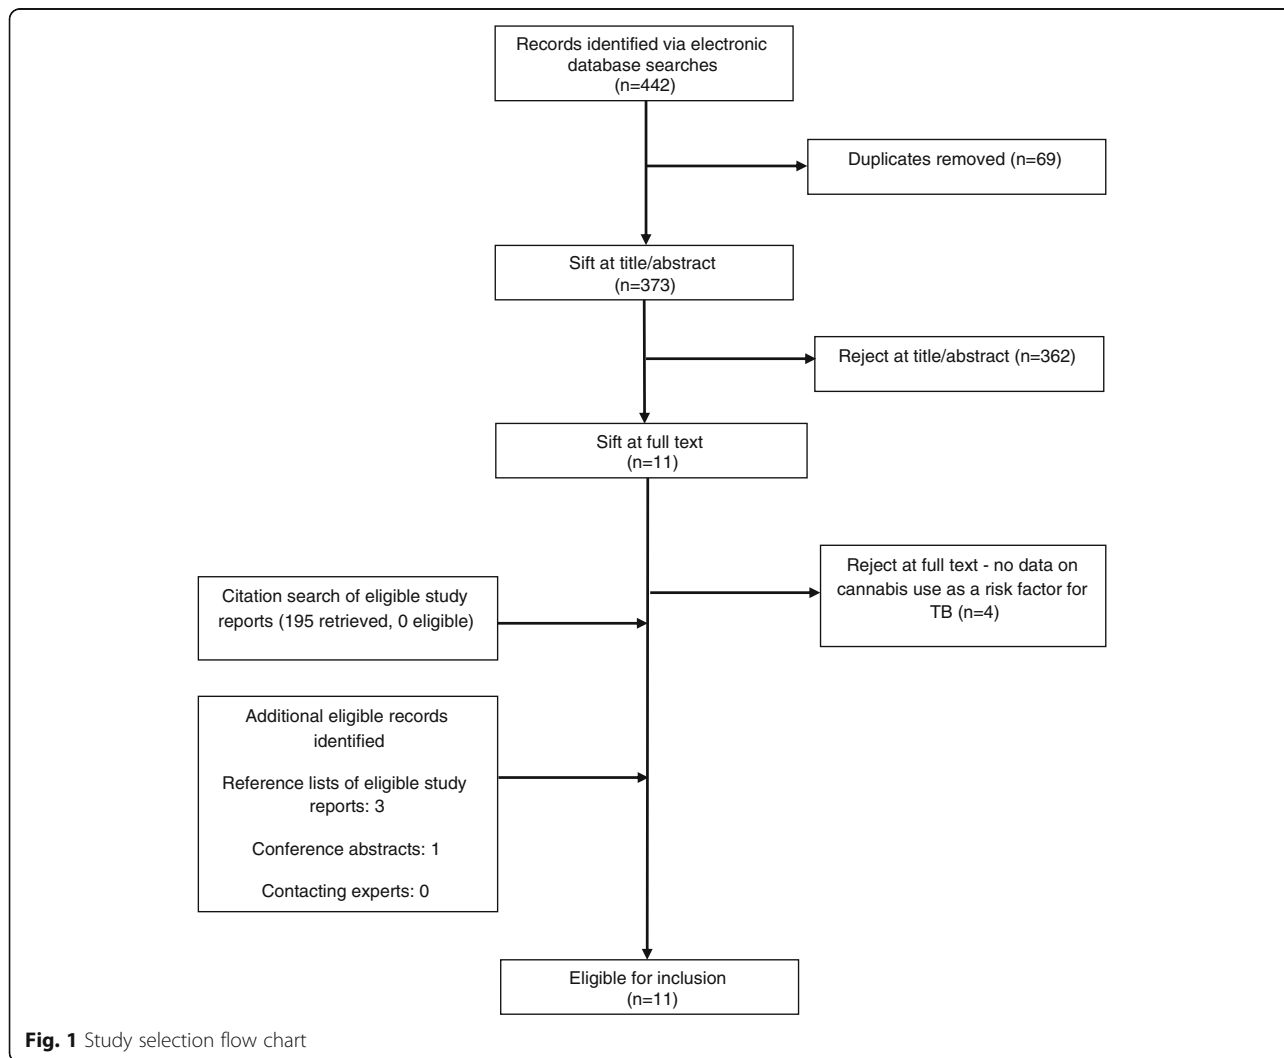 Records identified via electronic
database searches
(n=442)
Duplicates removed (n=69)
Sift at title/abstract
(n=373)
Reject at title/abstract (n=362)
Sift at full text
(n=11)
Reject at full text - no data on
cannabis use as a risk factor for
TB (n=4)
Citation search of eligible study
reports (195 retrieved, 0 eligible)
Additional eligible records
identified
Reference lists of eligible study
reports: 3
Conference abstracts: 1
Contacting experts: 0
Eligible for inclusion
(n=11)
Fig. 1 Study selection flow chart